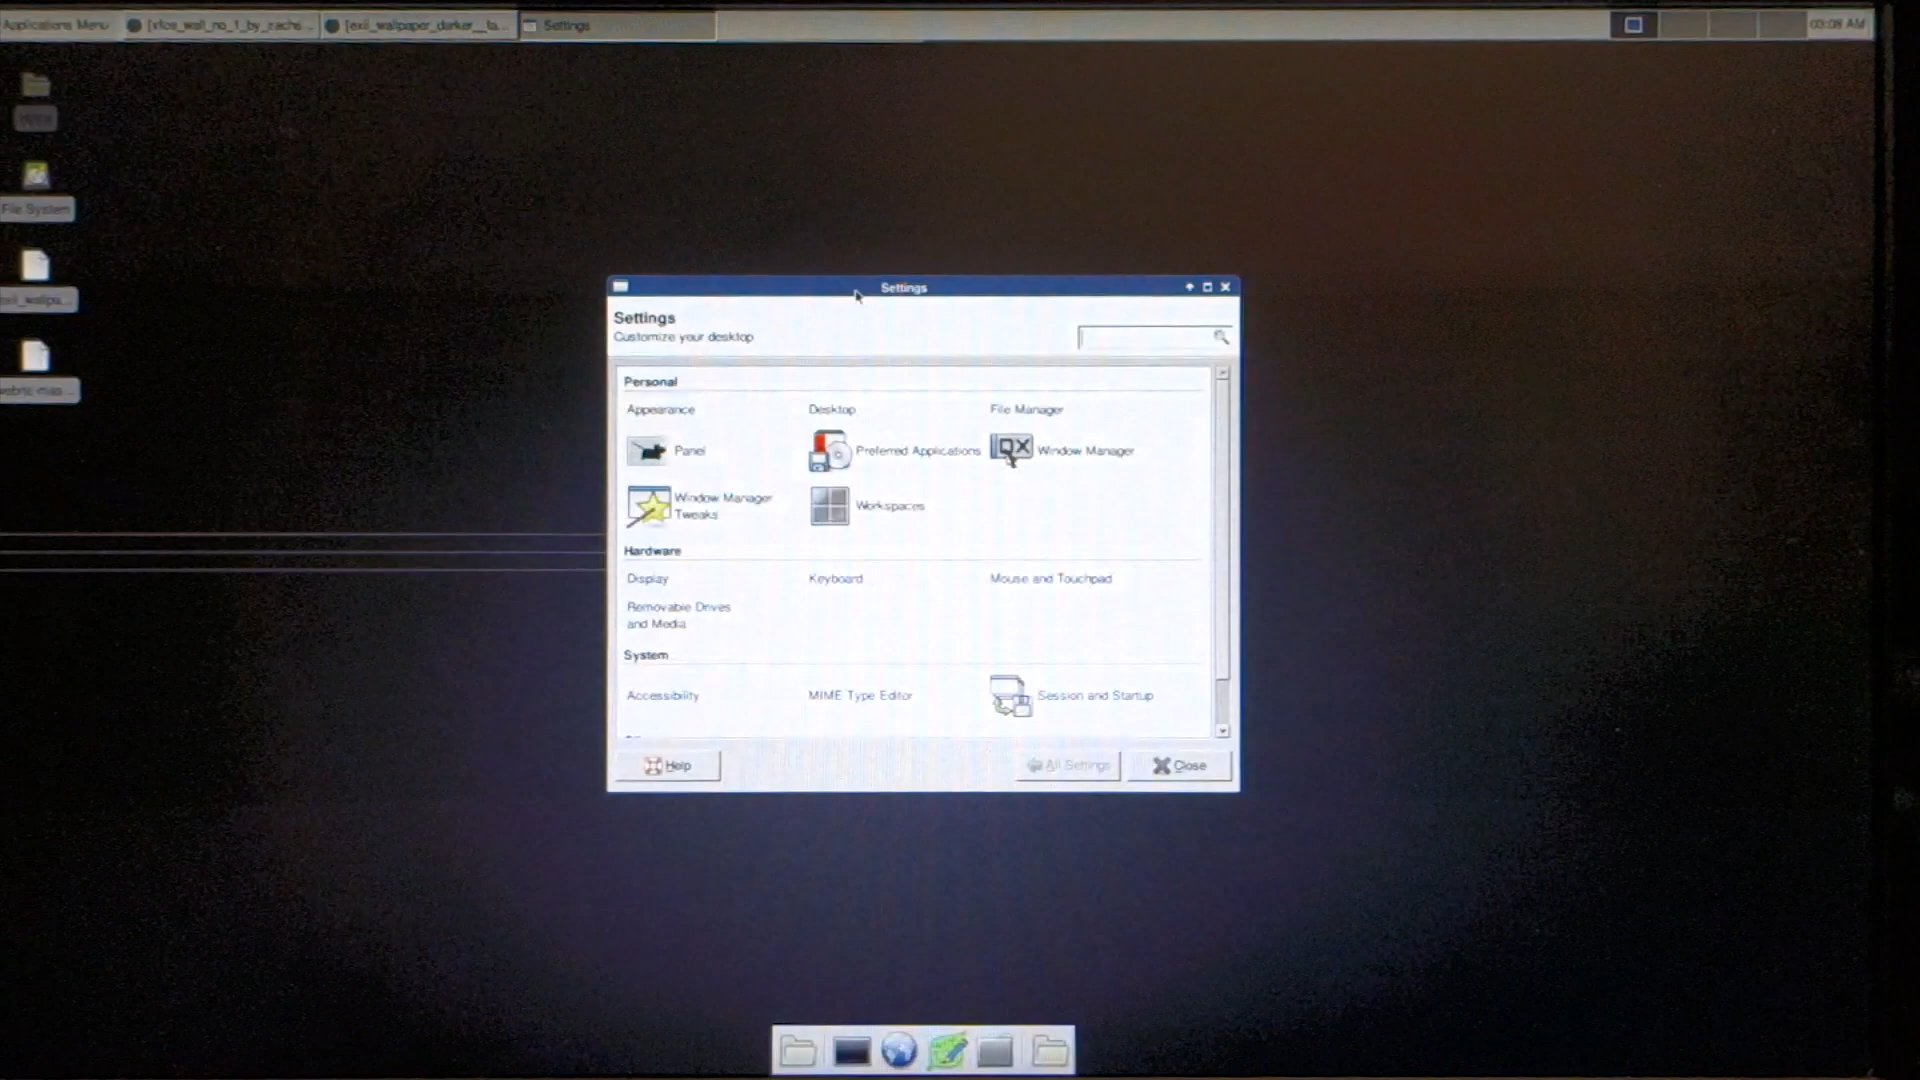 Applications Menu
[xfce_wall_no_1_by_zachs...
[exil_wallpaper_darker__ta...
Settings
03:08 AM
File System
Settings
Settings
Customize your desktop
Personal
Appearance
Desktop
File Manager
Panel
Preferred Applications
Window Manager
Window Manager
Tweaks
Workspaces
Hardware
Display
Keyboard
Mouse and Touchpad
Removable Drives
and Media
System
Accessibility
MIME Type Editor
Session and Startup
Help
All Settings
Close